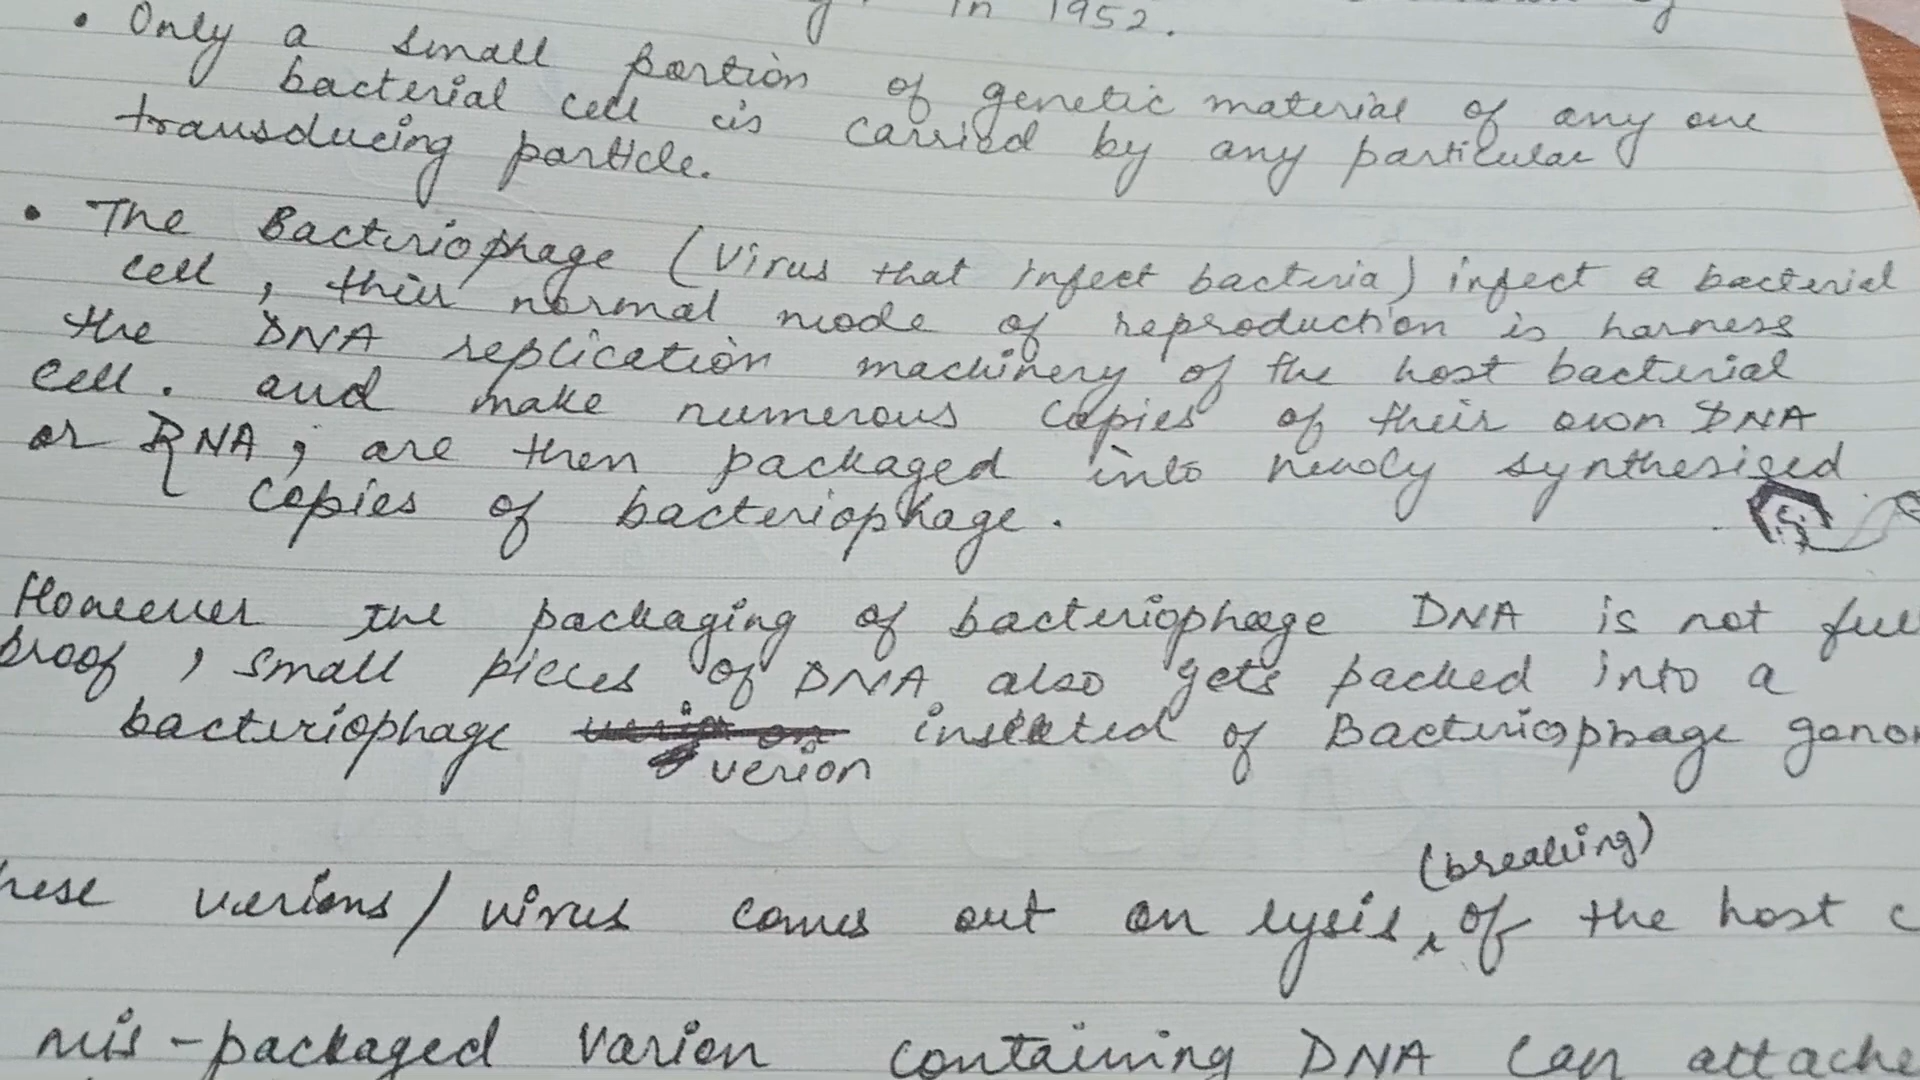 in 1952.
• Only a small portion of genetic material of any one
bacterial cell is carried by any particular
transducing particle.
• The Bacteriophage (Virus that infect bacteria) infect a bacterial
cell, thier normal mode of reproduction is harness
the DNA replication machinery of the host bacterial
cell. and make numerous copies of their own DNA
or RNA; are then packaged into newly synthesised
copies of bacteriophage.
However the packaging of bacteriophage DNA is not
proof, small pieces of DNA also gets packed into a
bacteriophage of Bacteriophage
verion
(breaking)
verions/ virus comes out on lysis, of the host
mis-packaged varion containing DNA can attache